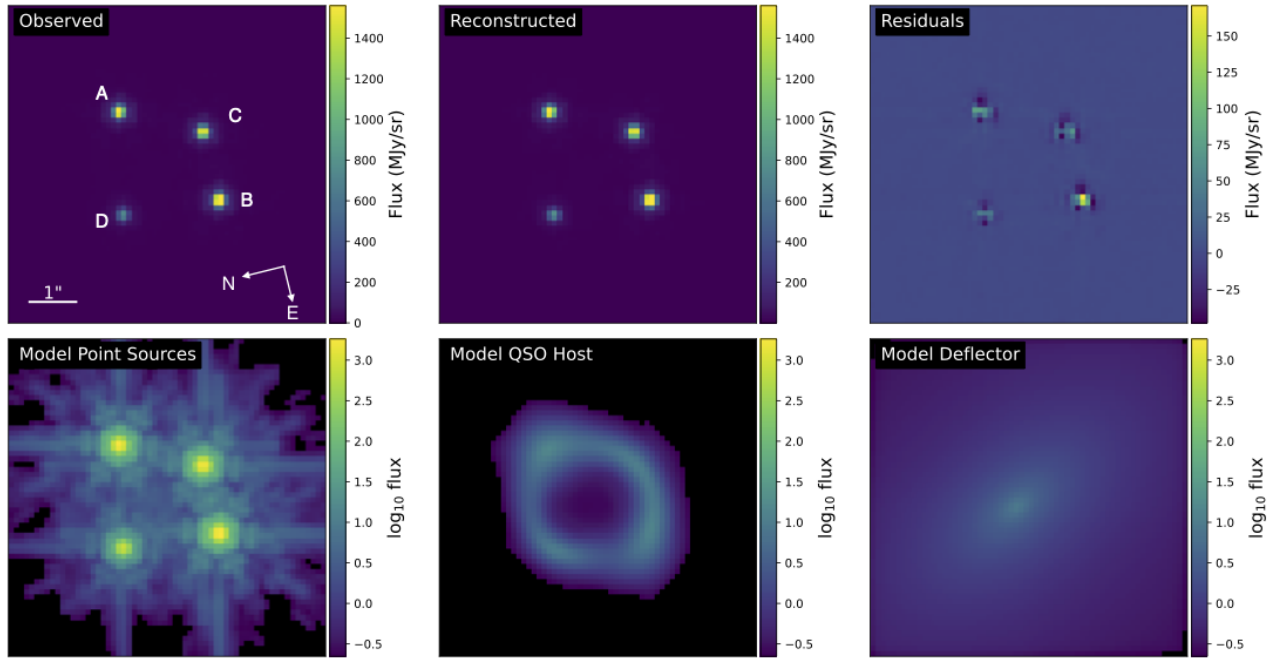 Observed
A
C
B
D
N
E
1"
1400
1200
1000
800
600
400
200
0
Flux (MJy/sr)
Reconstructed
1400
1200
1000
800
600
400
200
0
Flux (MJy/sr)
Residuals
150
125
100
75
50
25
0
−25
Flux (MJy/sr)
Model Point Sources
3.0
2.5
2.0
1.5
1.0
0.5
0.0
−0.5
log₁₀ flux
Model QSO Host
3.0
2.5
2.0
1.5
1.0
0.5
0.0
−0.5
log₁₀ flux
Model Deflector
3.0
2.5
2.0
1.5
1.0
0.5
0.0
−0.5
log₁₀ flux